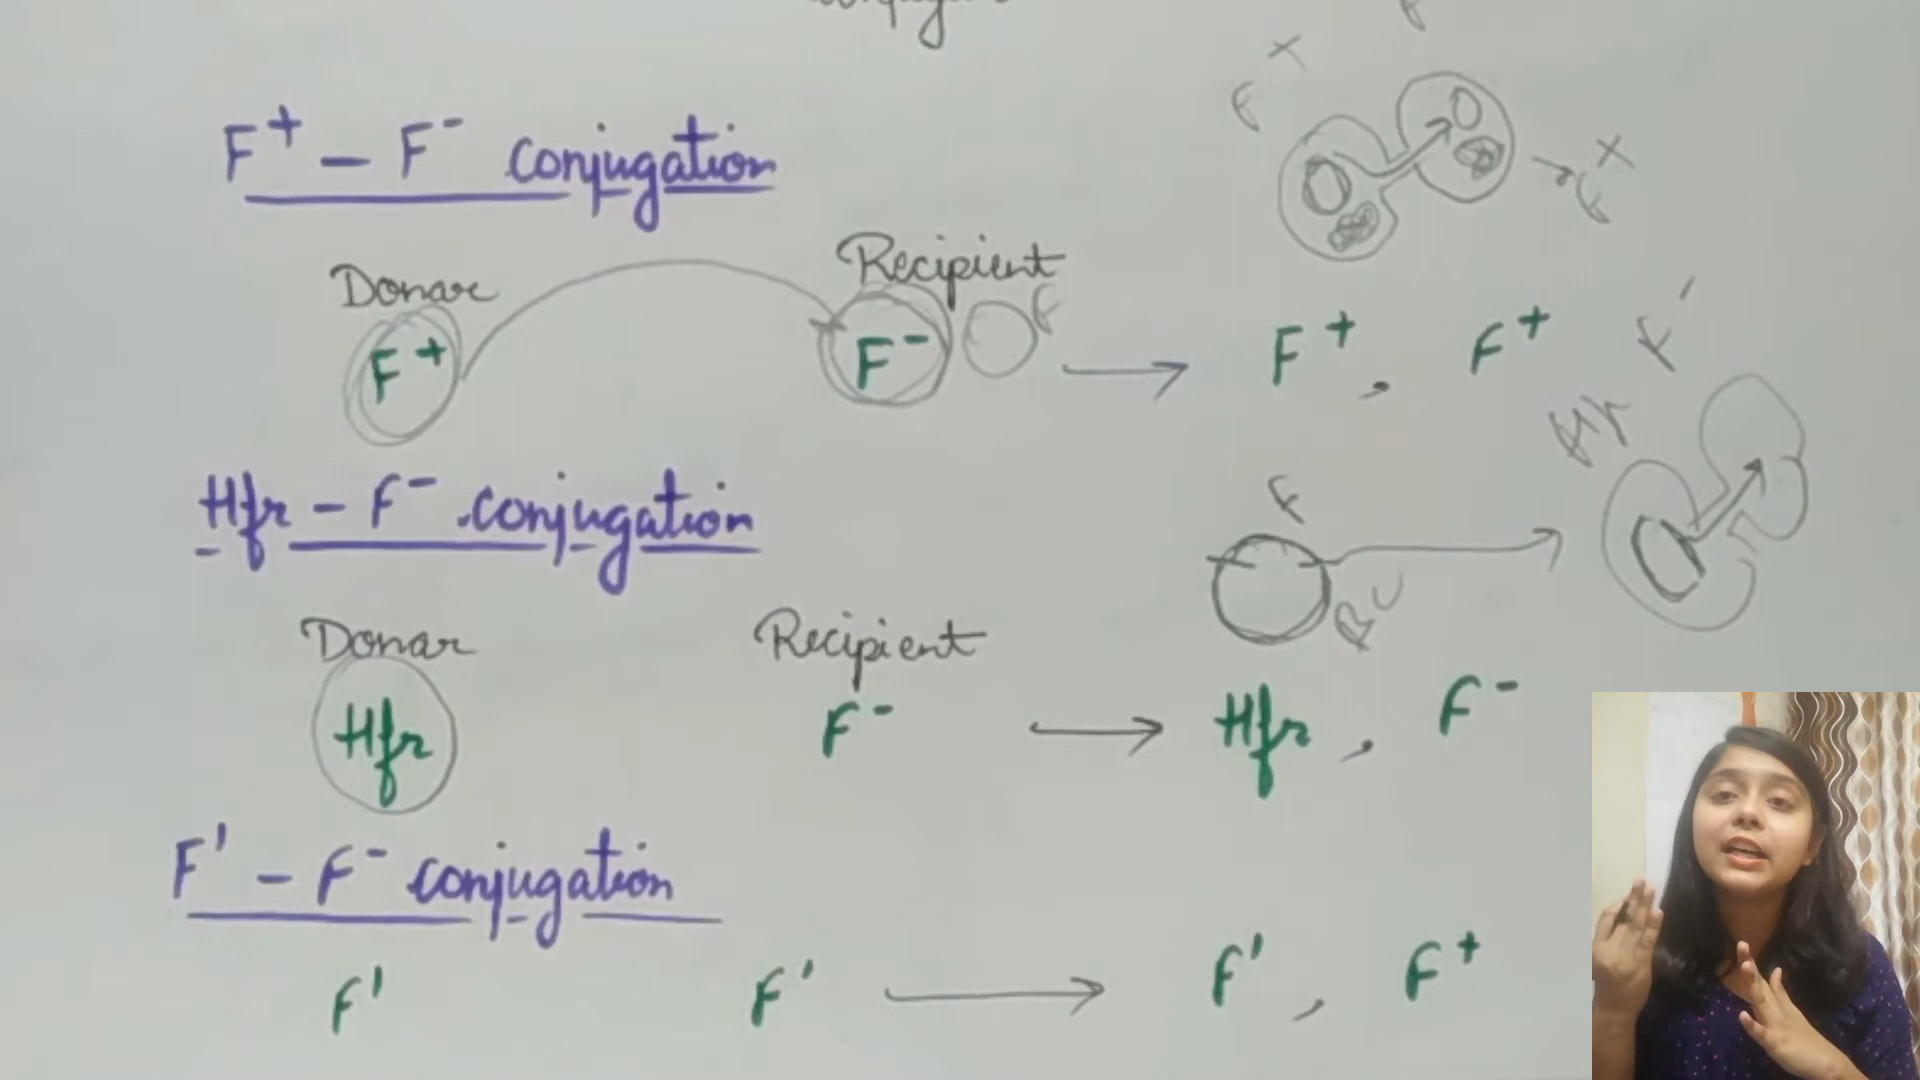 F⁺ – F⁻ conjugation
F +
→ F +
Donar Recipient
F⁺ F⁻ F → F⁺, F⁺
F -
Hfr – F⁻ conjugation
F
Donar Recipient
Hfr F⁻ → Hfr, F⁻
F' – F⁻ conjugation
F' F' → F', F⁺